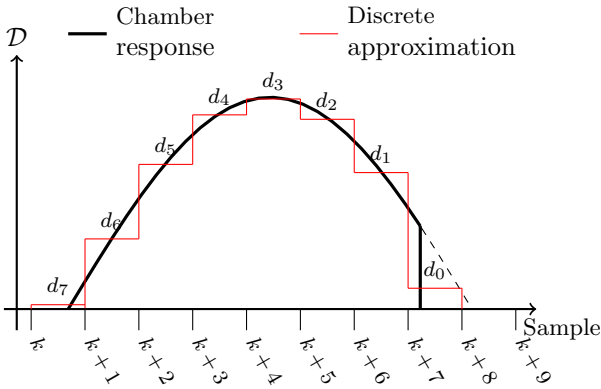 𝒟
Chamber
response
Discrete
approximation
d₃
d₄
d₂
d₅
d₁
d₆
d₀
d₇
Sample
k
k + 1
k + 2
k + 3
k + 4
k + 5
k + 6
k + 7
k + 8
k + 9